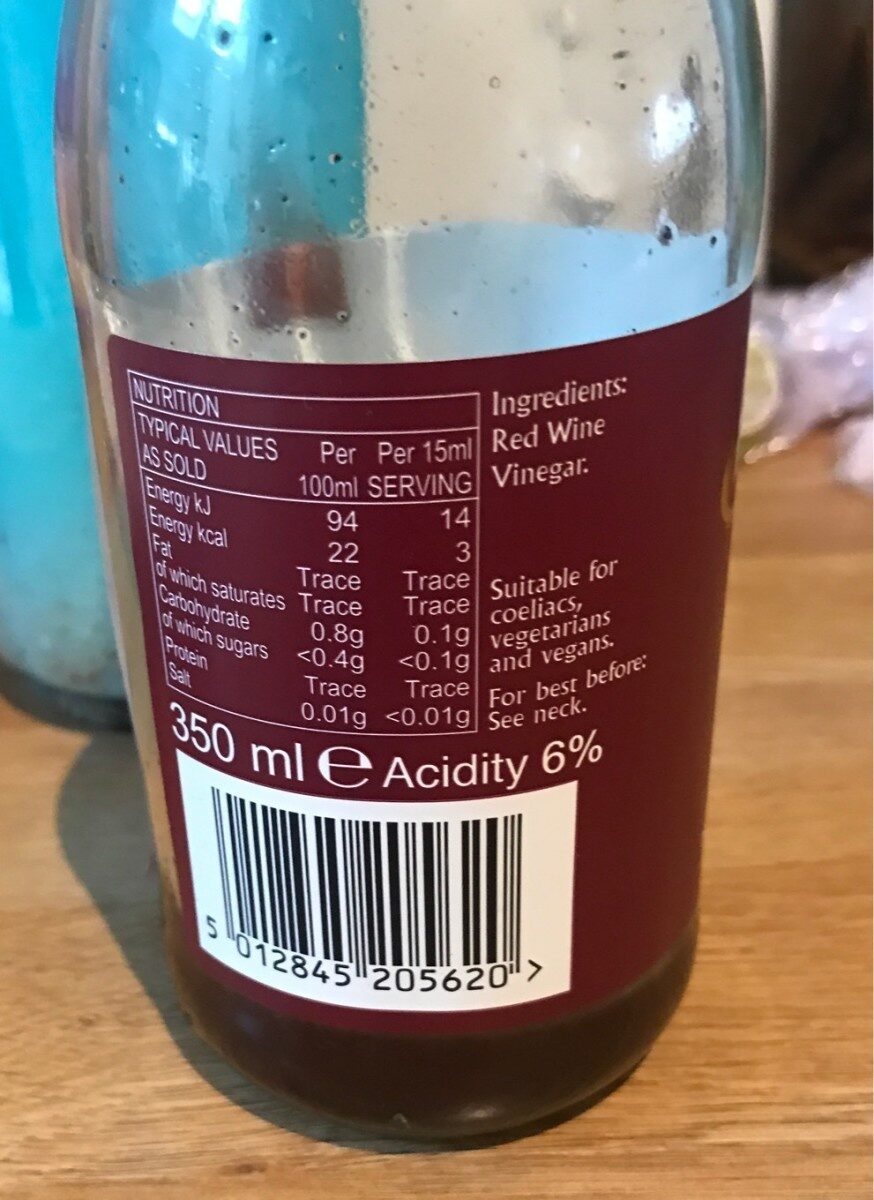 NUTRITION
TYPICAL VALUES
AS SOLD
Per Per 15ml
100ml SERVING
Energy kJ 94 14
Energy kcal 22 3
Fat Trace Trace
of which saturates Trace Trace
Carbohydrate 0.8g 0.1g
of which sugars <0.4g <0.1g
Protein Trace Trace
Salt 0.01g <0.01g
Ingredients:
Red Wine
Vinegar.
Suitable for
coeliacs,
vegetarians
and vegans.
For best before:
See neck.
350 ml e Acidity 6%
5 012845 205620 >